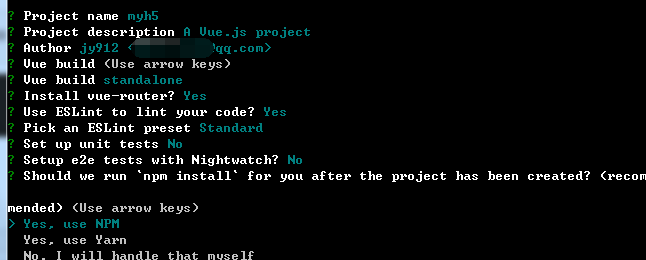 ? Project name myh5
? Project description A Vue.js project
? Author jy912 < qq.com>
? Vue build (Use arrow keys)
? Vue build standalone
? Install vue-router? Yes
? Use ESLint to lint your code? Yes
? Pick an ESLint preset Standard
? Set up unit tests No
? Setup e2e tests with Nightwatch? No
? Should we run `npm install` for you after the project has been created? (recom
mended) (Use arrow keys)
> Yes, use NPM
Yes, use Yarn
No, I will handle that myself